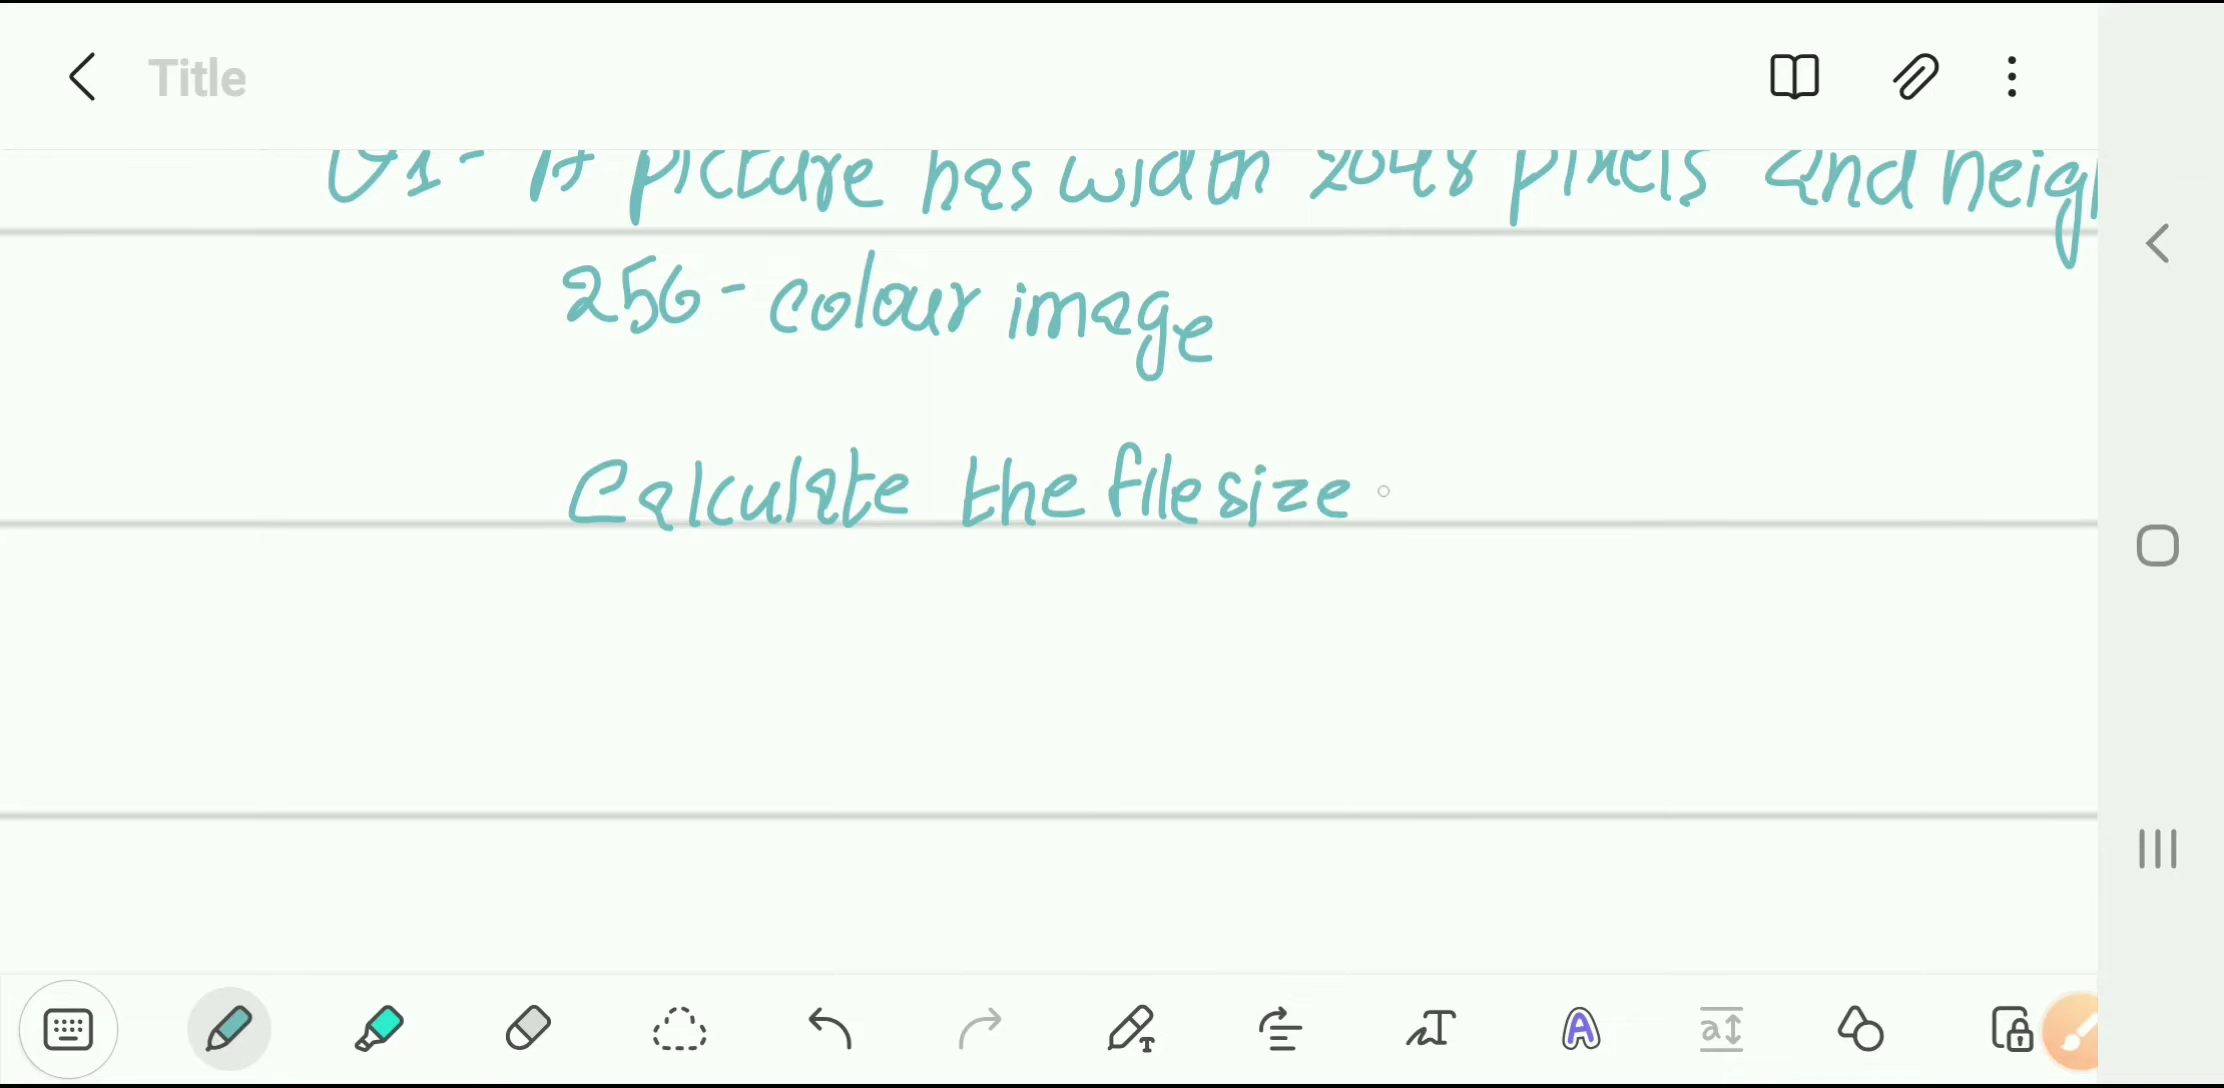 Title
Q1- A picture has width 2048 pixels and heig
256-colour image
Calculate the file size